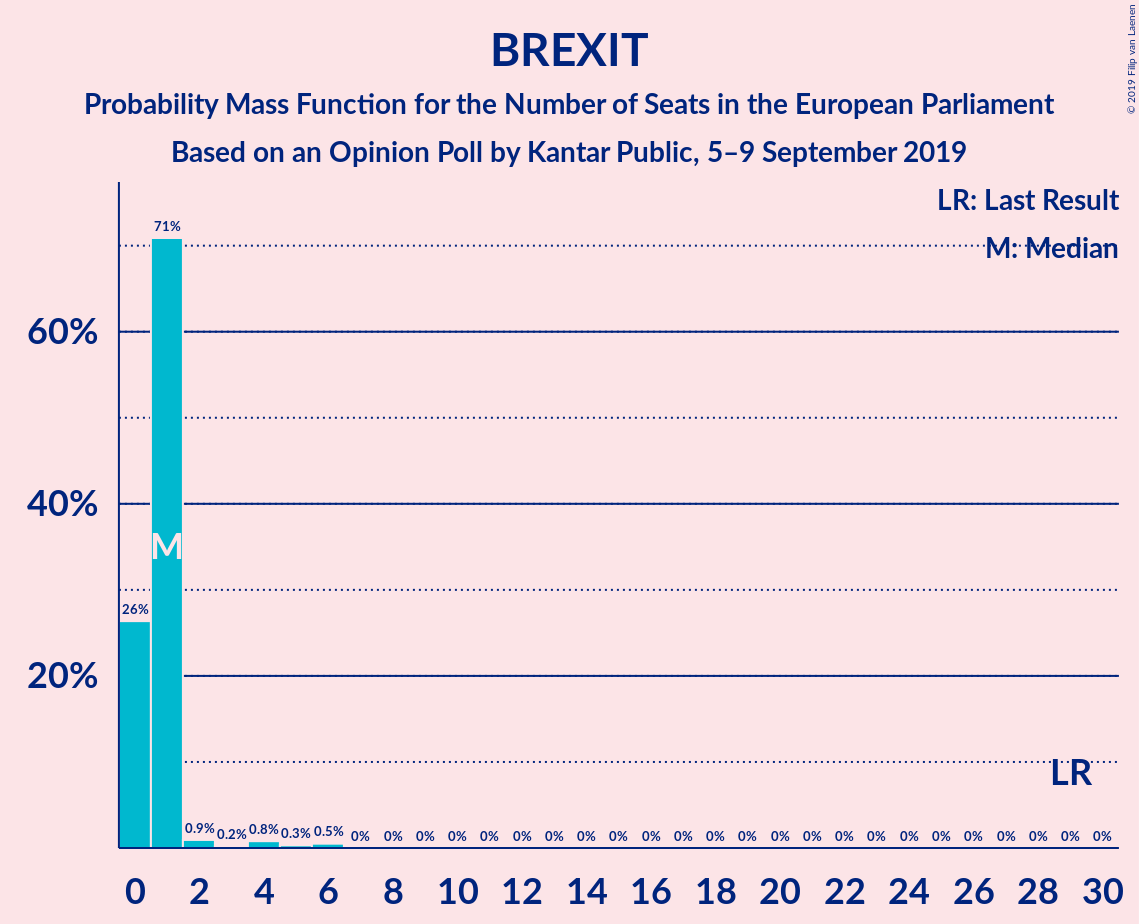 BREXIT
Probability Mass Function for the Number of Seats in the European Parliament
Based on an Opinion Poll by Kantar Public, 5–9 September 2019
© 2019 Filip van Laenen
LR: Last Result
M: Median
71%
60%
40%
M
26%
20%
LR
0.9% 0.2% 0.8% 0.3% 0.5% 0% 0% 0% 0% 0% 0% 0% 0% 0% 0% 0% 0% 0% 0% 0% 0% 0% 0% 0% 0% 0% 0% 0% 0%
0 2 4 6 8 10 12 14 16 18 20 22 24 26 28 30